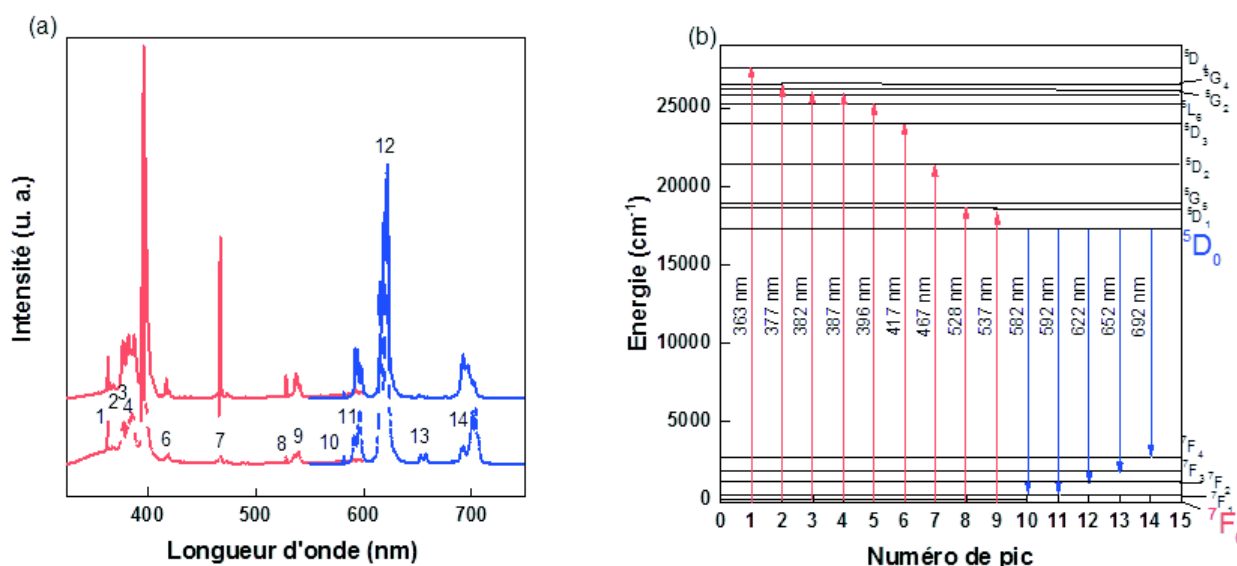 (a)
Intensité (u. a.)
12
1
2
3
4
6
7
8
9
10
11
13
14
400
500
600
700
Longueur d'onde (nm)
(b)
Energie (cm⁻¹)
25000
20000
15000
10000
5000
0
363 nm
377 nm
382 nm
387 nm
396 nm
417 nm
467 nm
528 nm
537 nm
582 nm
592 nm
622 nm
652 nm
692 nm
⁵D₄
⁵G₄
⁵G₂
⁵L₆
⁵D₃
⁵D₂
⁵D₁
⁵D₀
⁷F₄
⁷F₃ ⁷F₂
⁷F₁
0 1 2 3 4 5 6 7 8 9 10 11 12 13 14 15
Numéro de pic